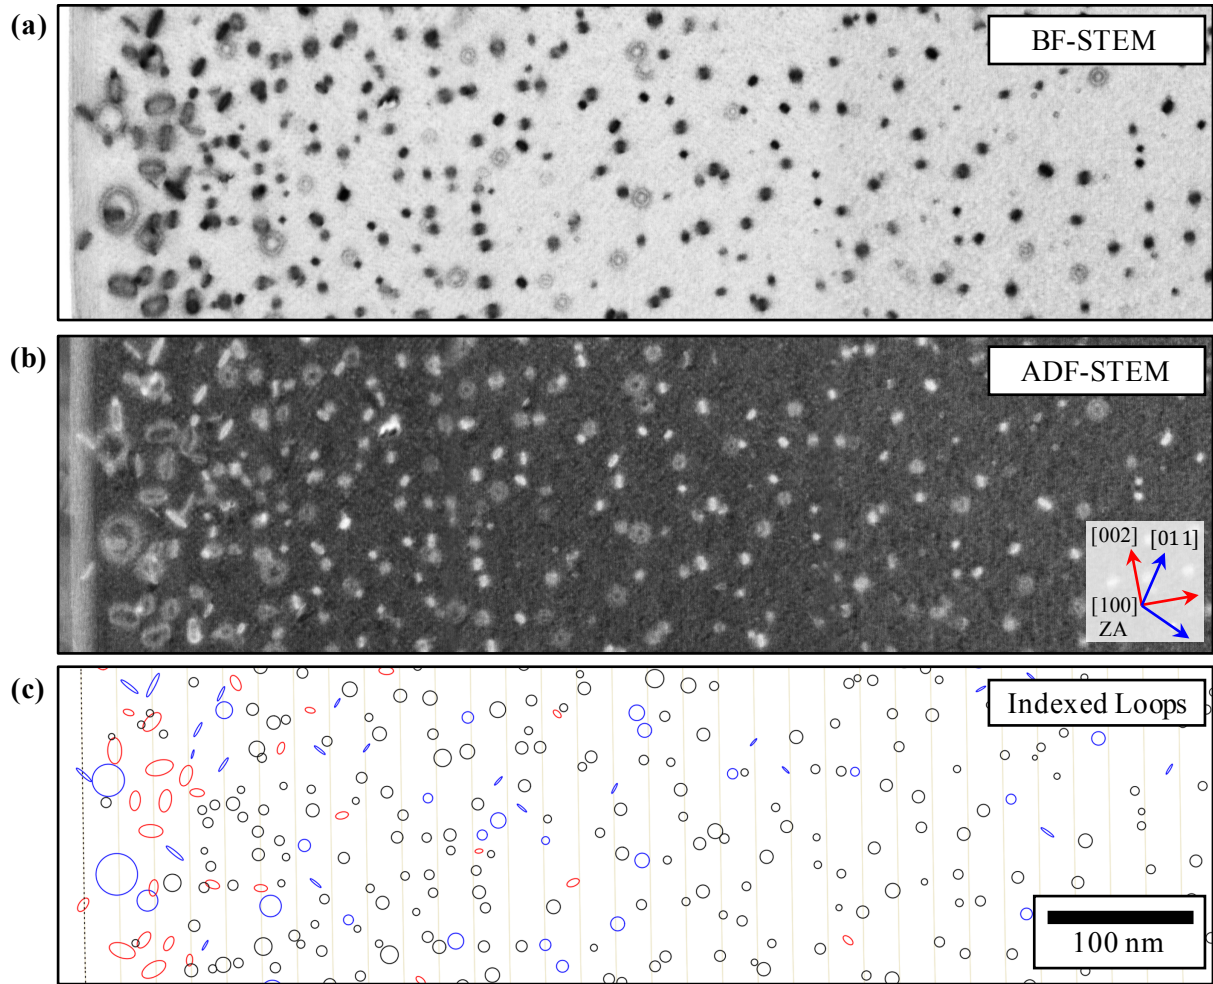 (a)
BF-STEM
(b)
ADF-STEM
[002]
[011]
[100]
ZA
(c)
Indexed Loops
100 nm